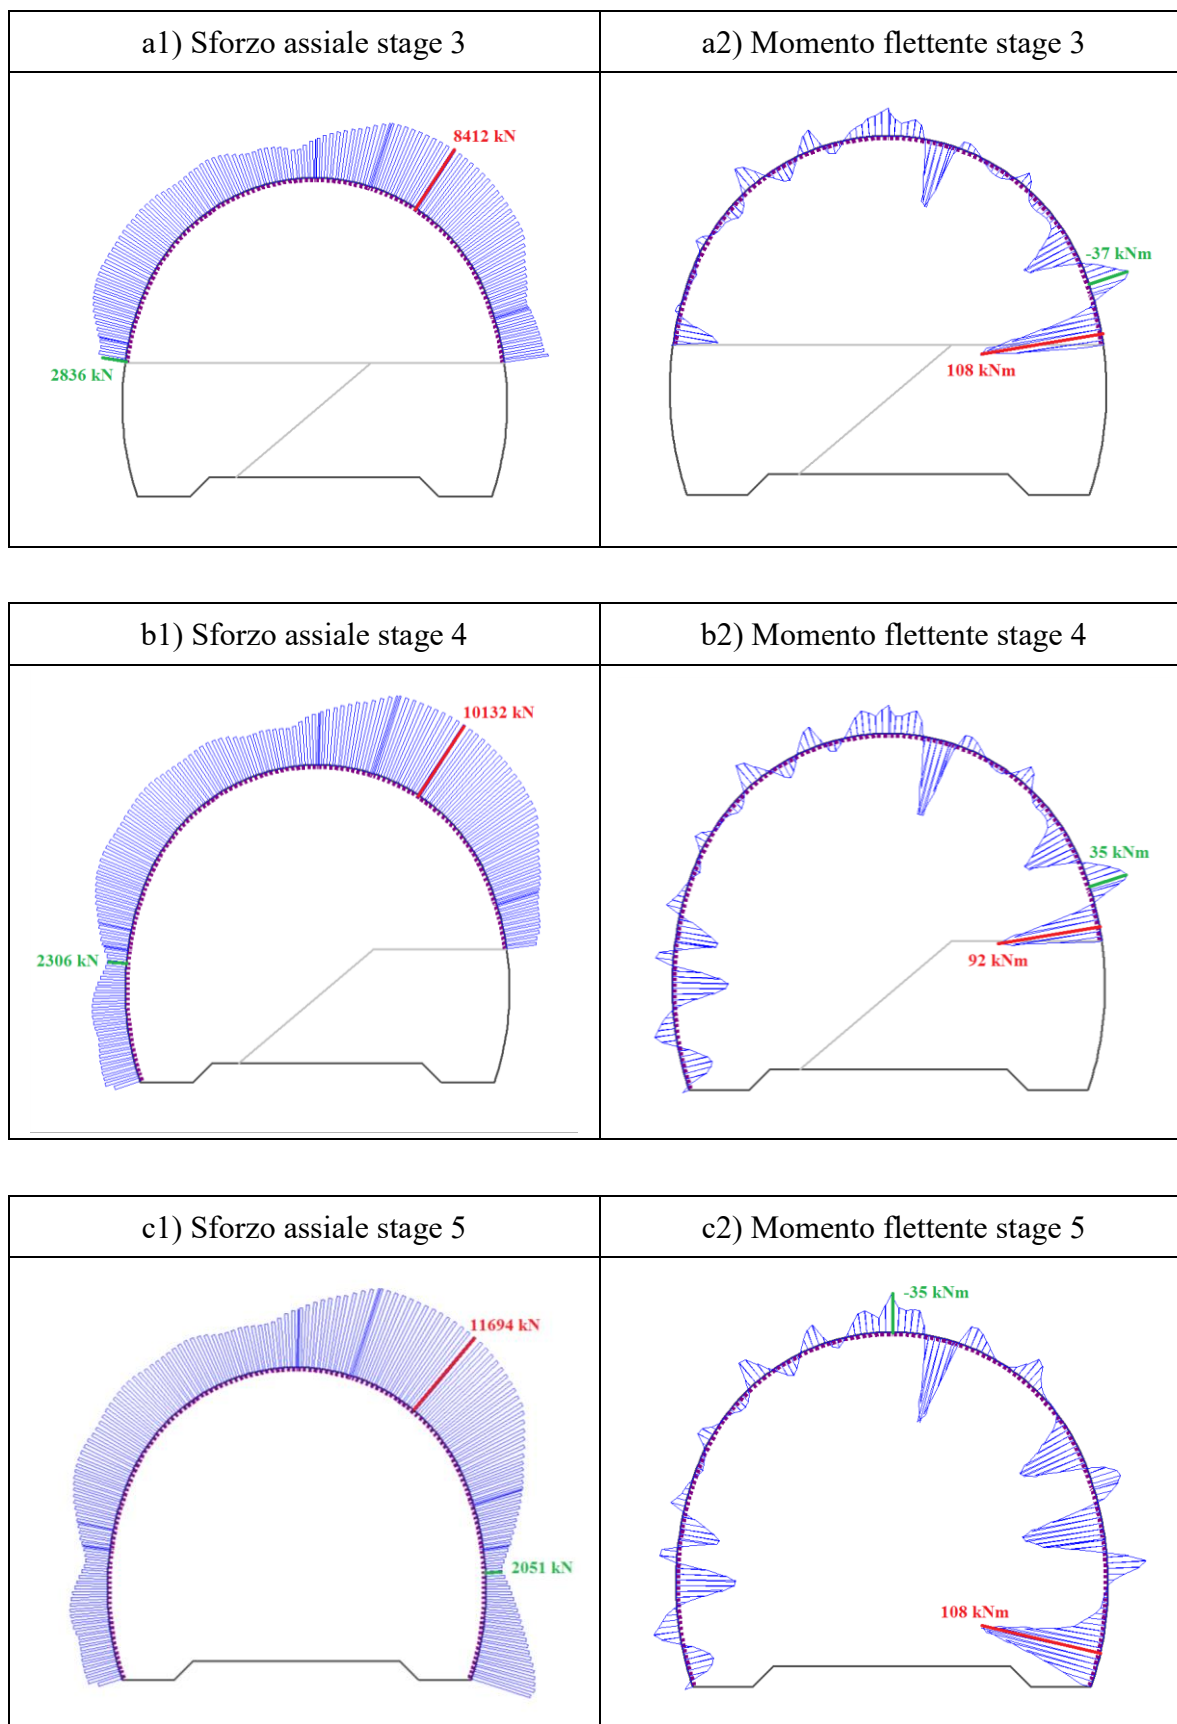 a1) Sforzo assiale stage 3
a2) Momento flettente stage 3
8412 kN
2836 kN
-37 kNm
108 kNm
b1) Sforzo assiale stage 4
b2) Momento flettente stage 4
10132 kN
2306 kN
35 kNm
92 kNm
c1) Sforzo assiale stage 5
c2) Momento flettente stage 5
11694 kN
2051 kN
-35 kNm
108 kNm